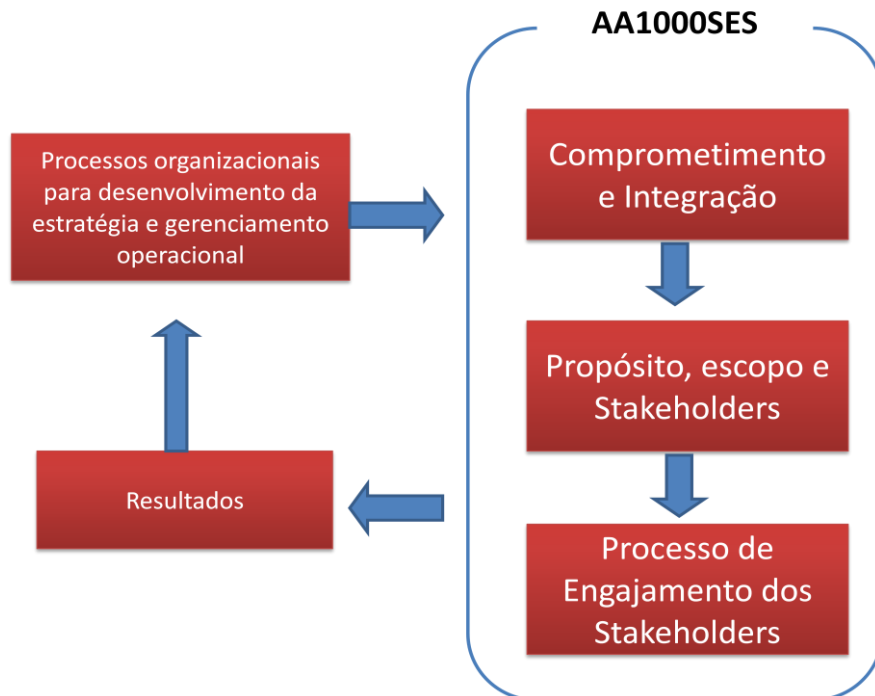 AA1000SES
Processos organizacionais
para desenvolvimento da
estratégia e gerenciamento
operacional
Comprometimento
e Integração
Propósito, escopo e
Stakeholders
Processo de
Engajamento dos
Stakeholders
Resultados